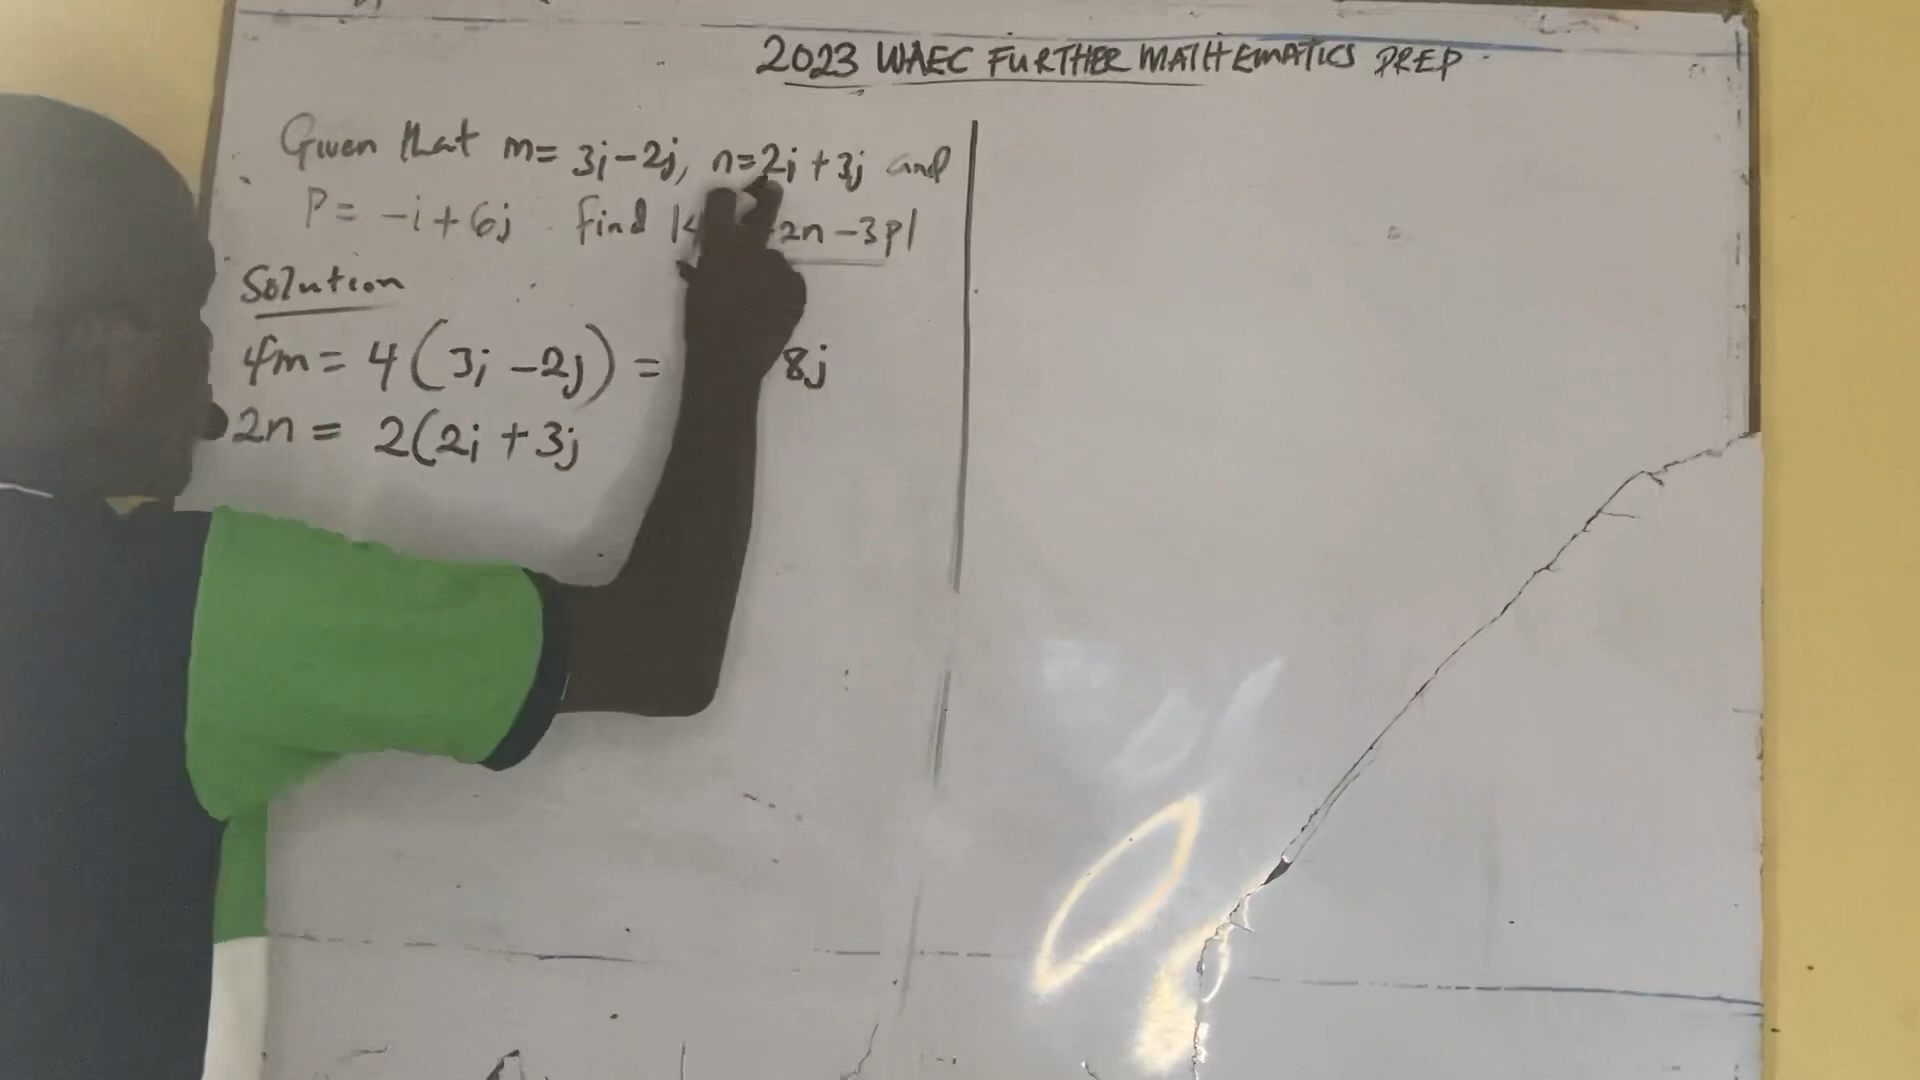 2023 WAEC FURTHER MATHEMATICS PREP
Given that m= 3i-2j, n=2i+3j and
P= -i+6j . Find |4 2n-3p|
Solution
4m = 4(3i-2j) = 8j
2n = 2(2i+3j